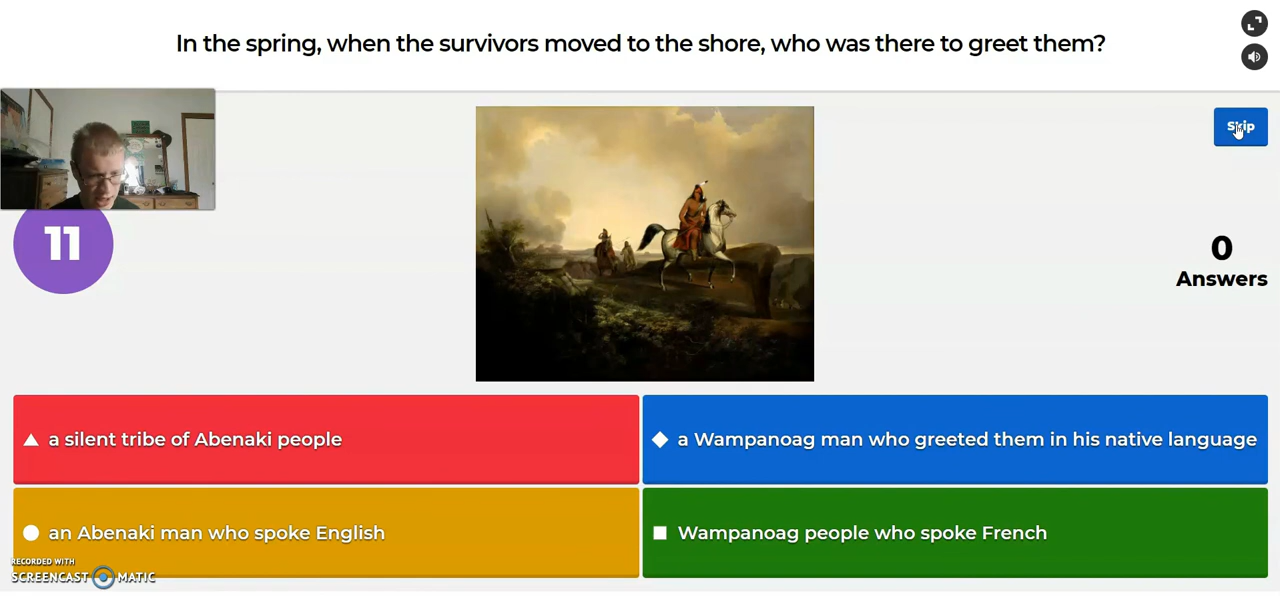 In the spring, when the survivors moved to the shore, who was there to greet them?
Skip
11
0
Answers
a silent tribe of Abenaki people
a Wampanoag man who greeted them in his native language
an Abenaki man who spoke English
Wampanoag people who spoke French
RECORDED WITH
SCREENCAST MATIC